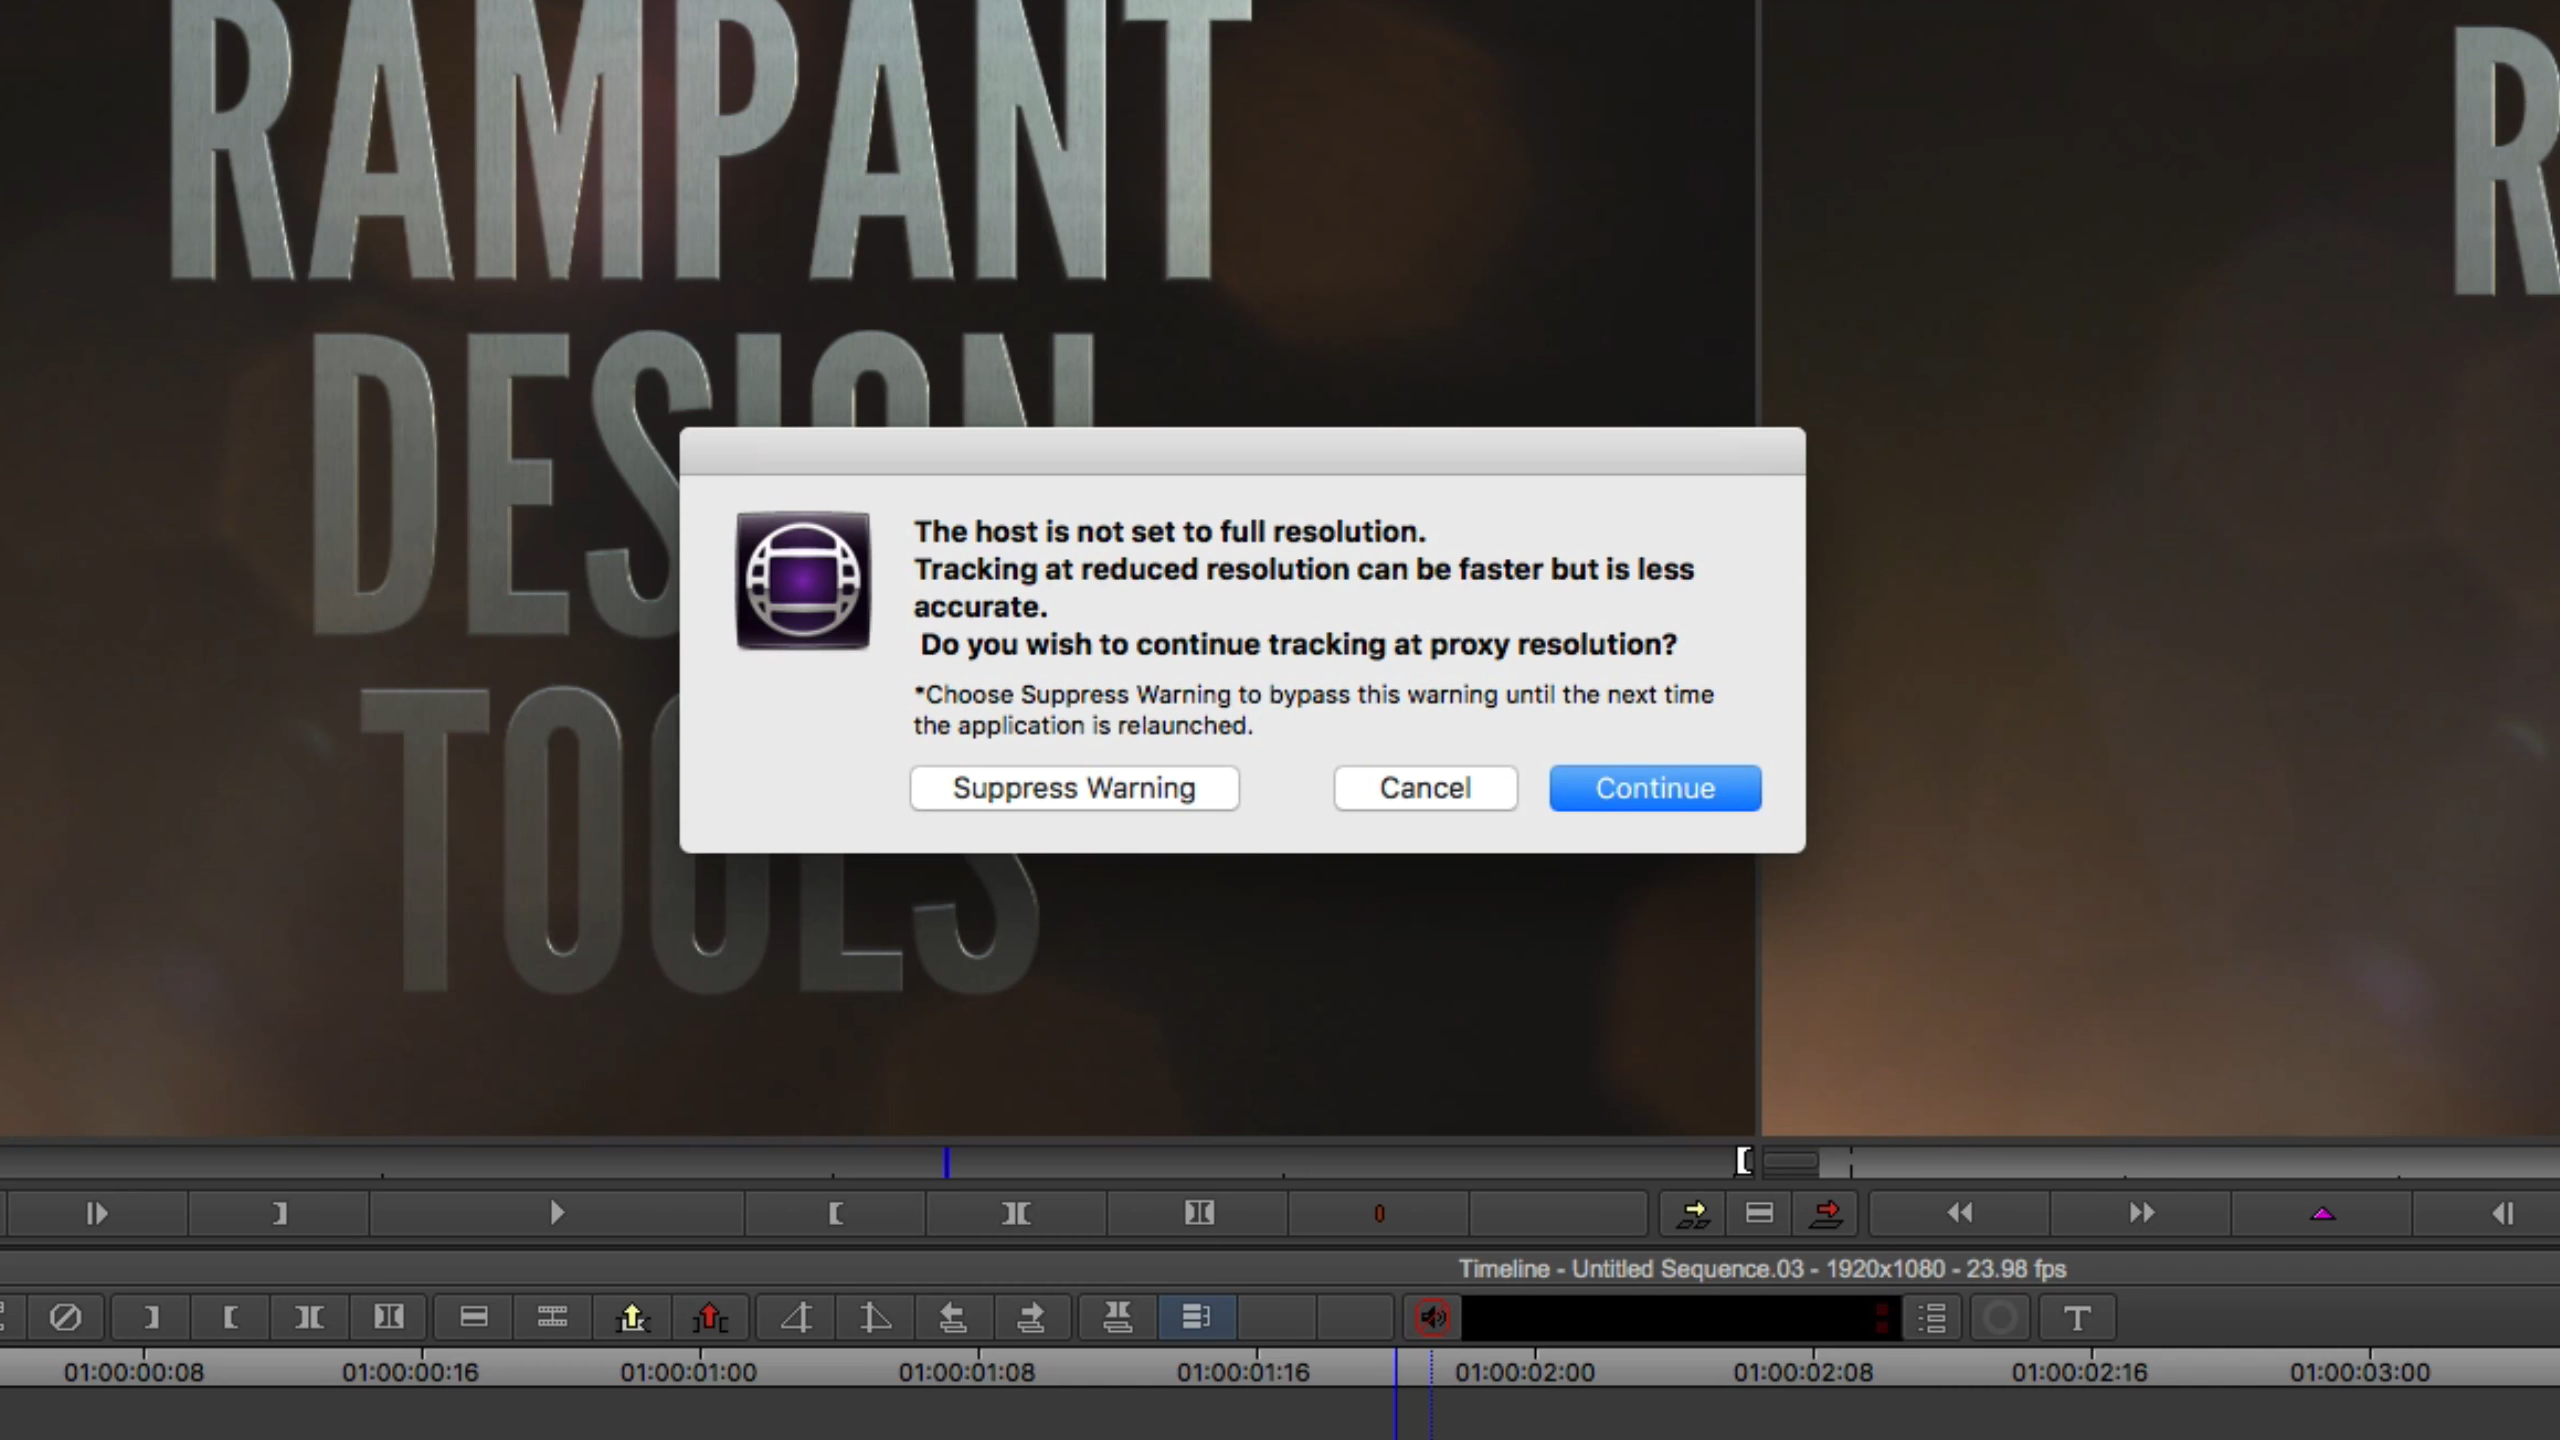 RAMPANT
R
DESIGN
TOOLS
The host is not set to full resolution.
Tracking at reduced resolution can be faster but is less
accurate.
Do you wish to continue tracking at proxy resolution?
*Choose Suppress Warning to bypass this warning until the next time
the application is relaunched.
Suppress Warning Cancel Continue
Timeline - Untitled Sequence.03 - 1920x1080 - 23.98 fps
T
01:00:00:08 01:00:00:16 01:00:01:00 01:00:01:08 01:00:01:16 01:00:02:00 01:00:02:08 01:00:02:16 01:00:03:00